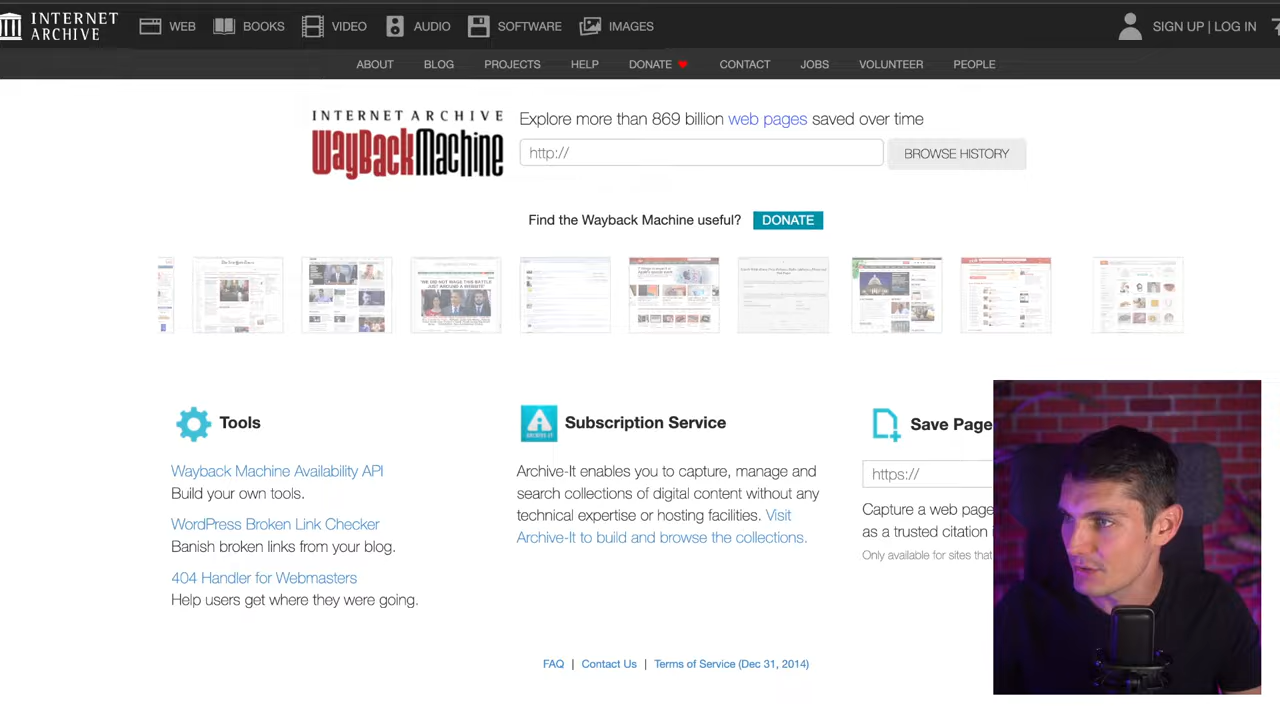 INTERNET ARCHIVE
WEB BOOKS VIDEO AUDIO SOFTWARE IMAGES
SIGN UP | LOG IN
ABOUT BLOG PROJECTS HELP DONATE CONTACT JOBS VOLUNTEER PEOPLE
INTERNET ARCHIVE
WayBackMachine
Explore more than 869 billion web pages saved over time
http://
BROWSE HISTORY
Find the Wayback Machine useful? DONATE
Tools
Wayback Machine Availability API
Build your own tools.
WordPress Broken Link Checker
Banish broken links from your blog.
404 Handler for Webmasters
Help users get where they were going.
ARCHIVE-IT
Subscription Service
Archive-It enables you to capture, manage and
search collections of digital content without any
technical expertise or hosting facilities. Visit
Archive-It to build and browse the collections.
Save Page
https://
Capture a web page
as a trusted citation i
Only available for sites that
FAQ | Contact Us | Terms of Service (Dec 31, 2014)